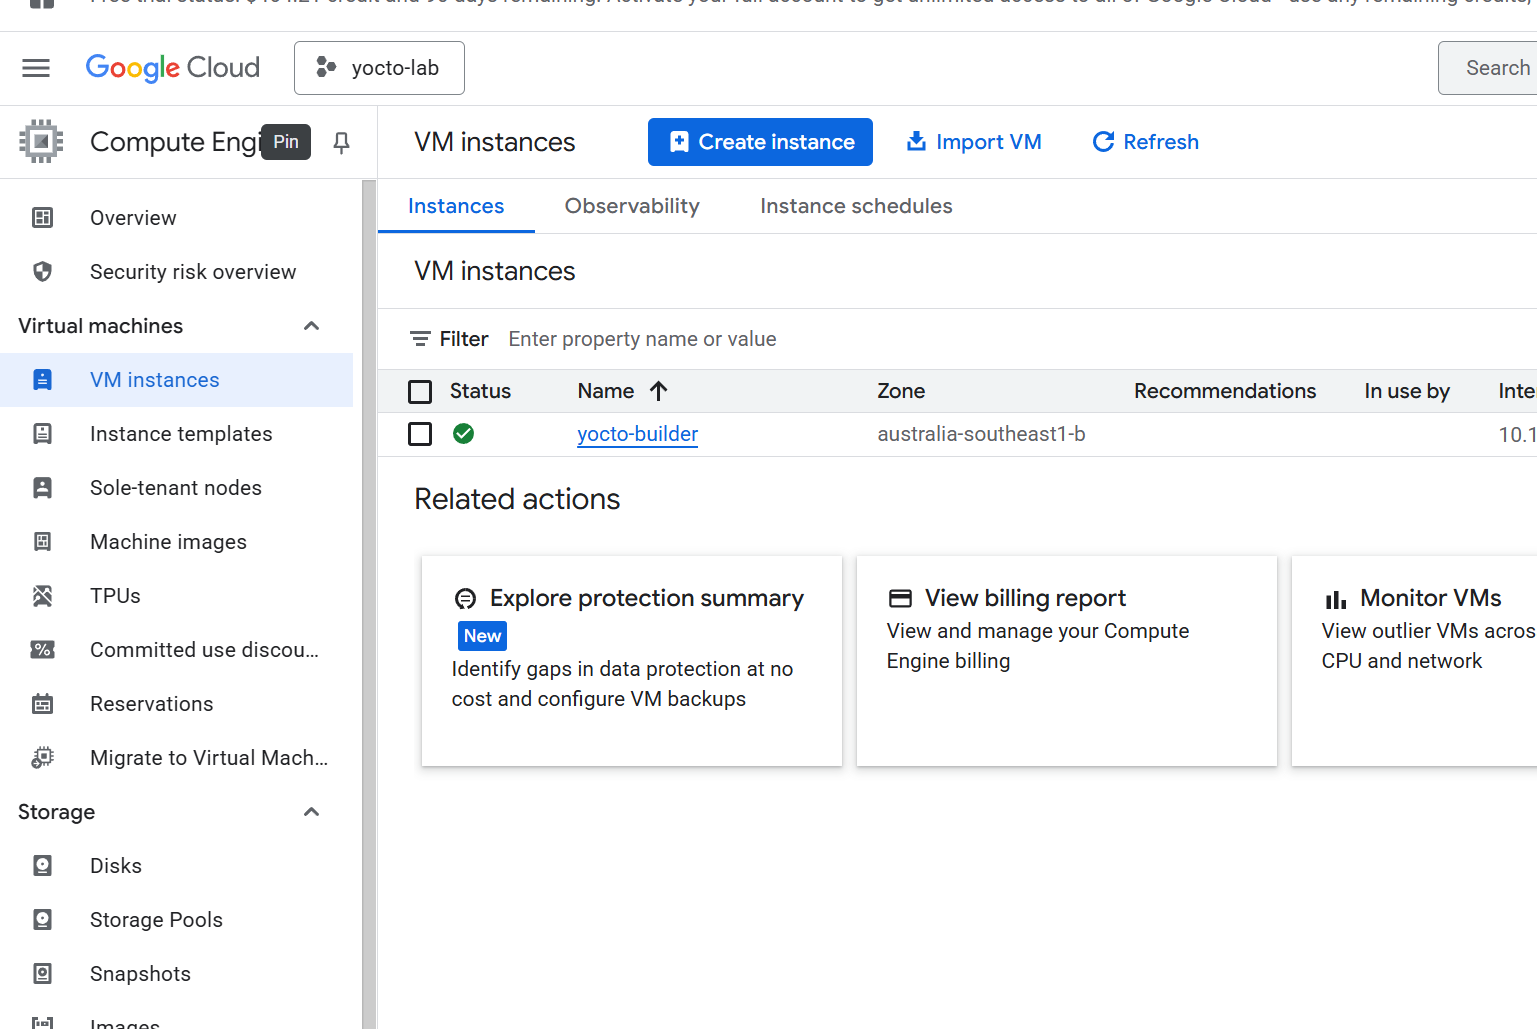 Google Cloud
yocto-lab
Search
Compute Engi
Pin
VM instances
Create instance
Import VM
Refresh
Overview
Security risk overview
Virtual machines
VM instances
Instance templates
Sole-tenant nodes
Machine images
TPUs
Committed use discou...
Reservations
Migrate to Virtual Mach...
Storage
Disks
Storage Pools
Snapshots
Images
Instances
Observability
Instance schedules
VM instances
Filter
Enter property name or value
Status
Name
Zone
Recommendations
In use by
Inte
yocto-builder
australia-southeast1-b
10.1
Related actions
Explore protection summary
New
Identify gaps in data protection at no
cost and configure VM backups
View billing report
View and manage your Compute
Engine billing
Monitor VMs
View outlier VMs acros
CPU and network